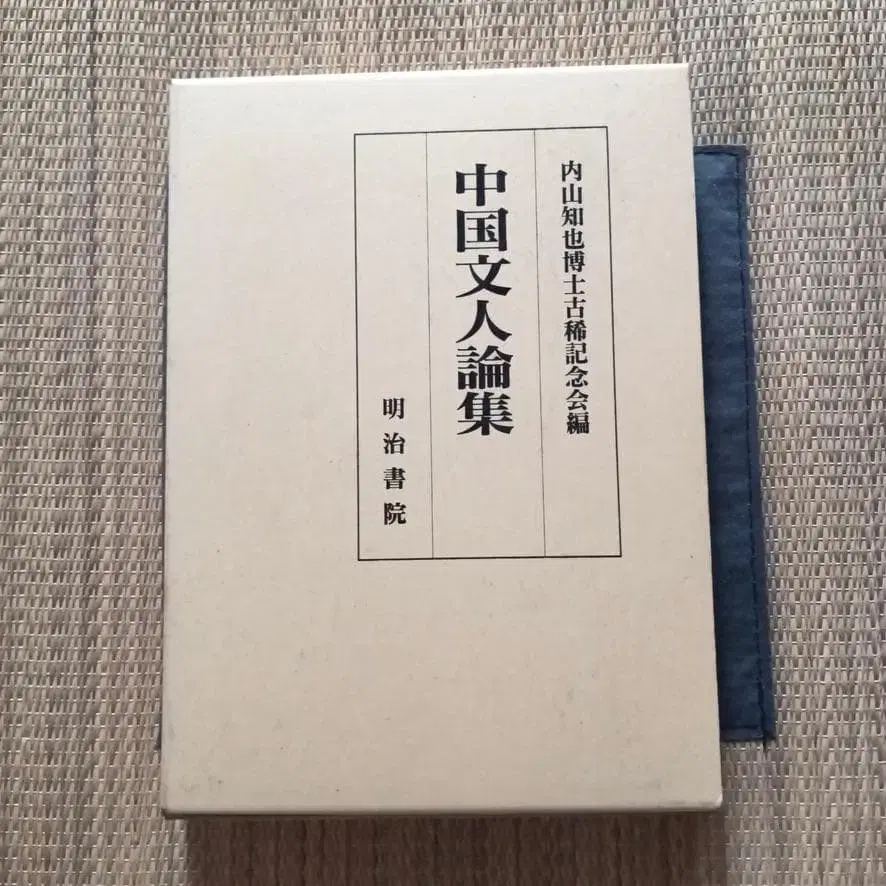 内山知也博士古稀記念会編
中国文人論集
明治書院